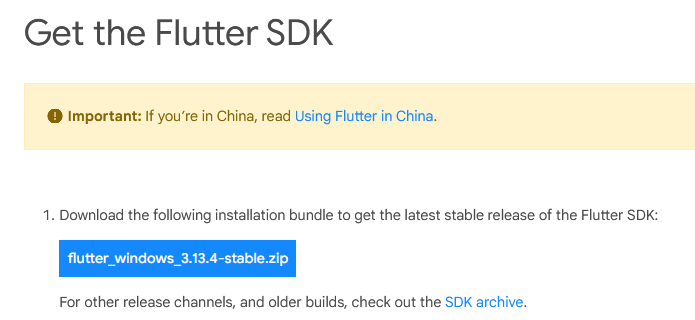 Get the Flutter SDK
Important: If you’re in China, read Using Flutter in China.
1. Download the following installation bundle to get the latest stable release of the Flutter SDK:
flutter_windows_3.13.4-stable.zip
For other release channels, and older builds, check out the SDK archive.